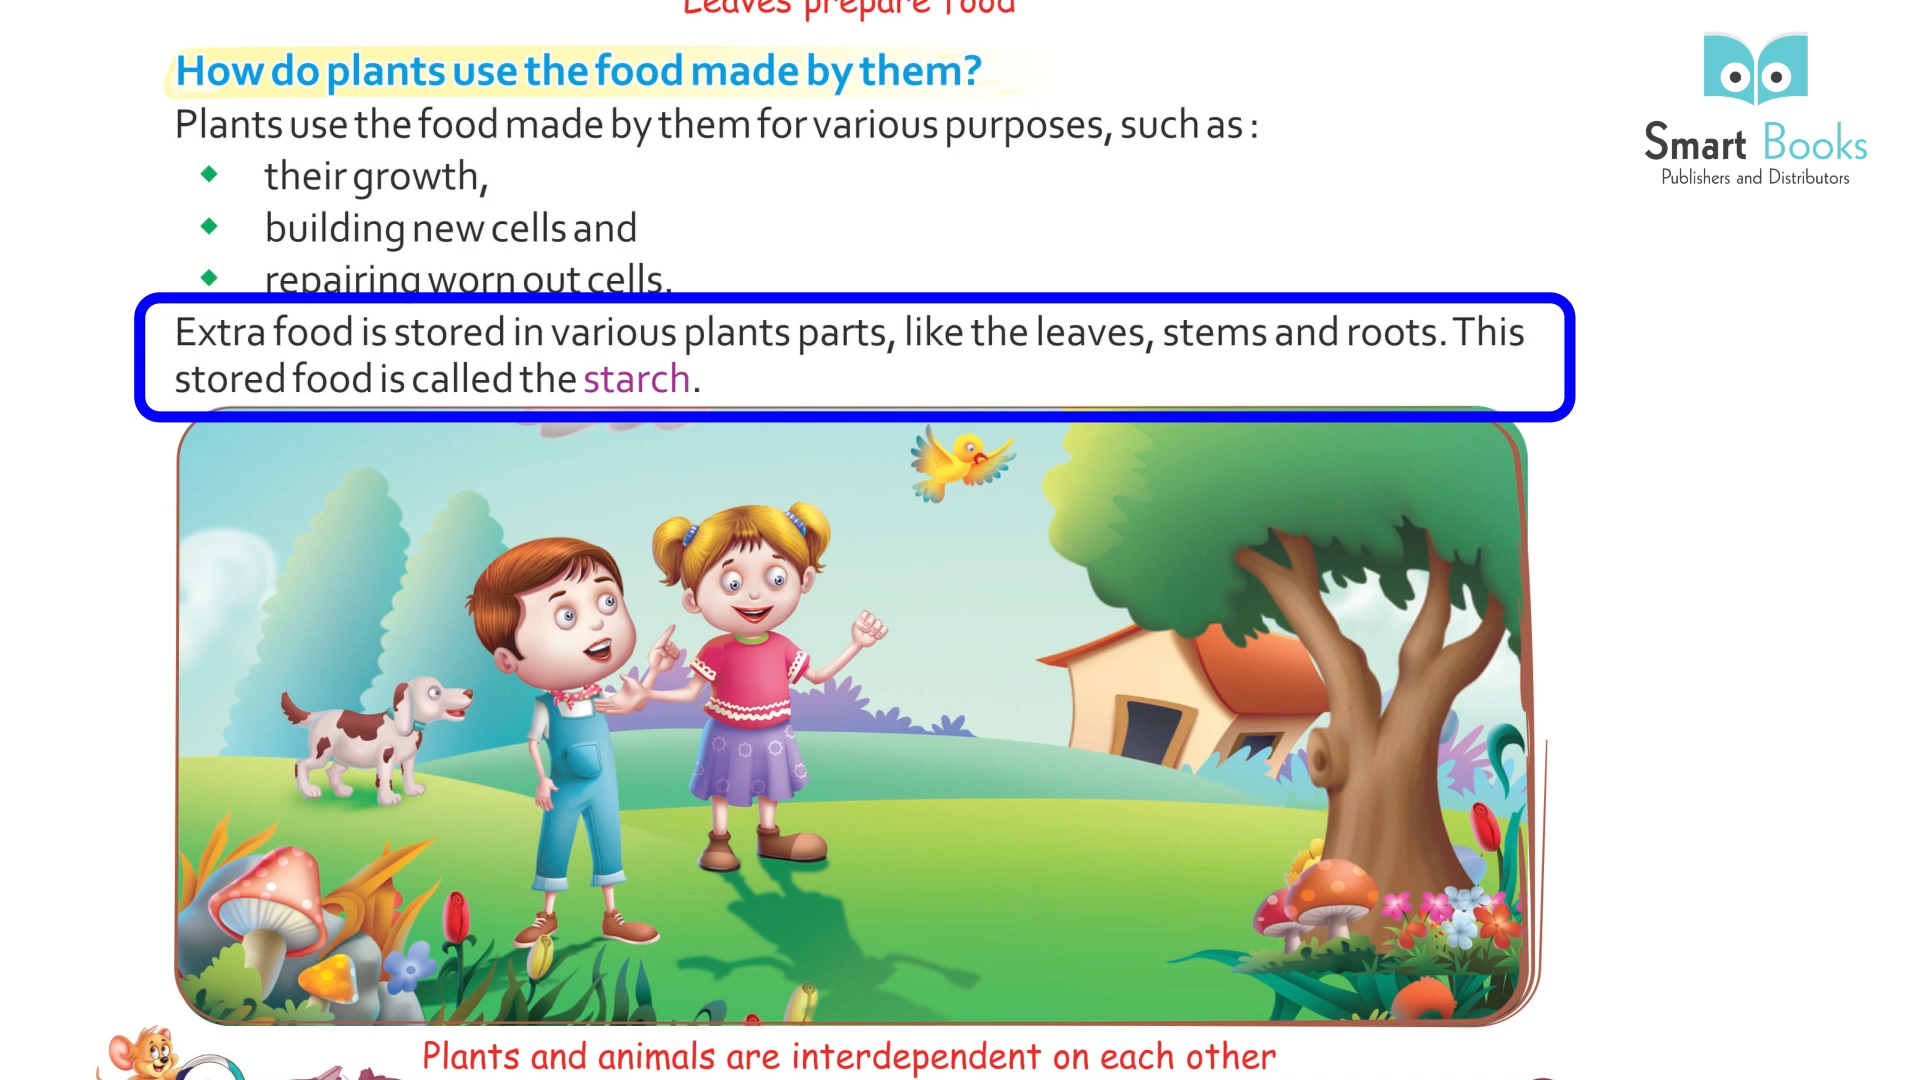 Leaves prepare food
How do plants use the food made by them?
Plants use the food made by them for various purposes, such as :
their growth,
building new cells and
repairing worn out cells.
Extra food is stored in various plants parts, like the leaves, stems and roots. This
stored food is called the starch.
Plants and animals are interdependent on each other
Smart Books
Publishers and Distributors